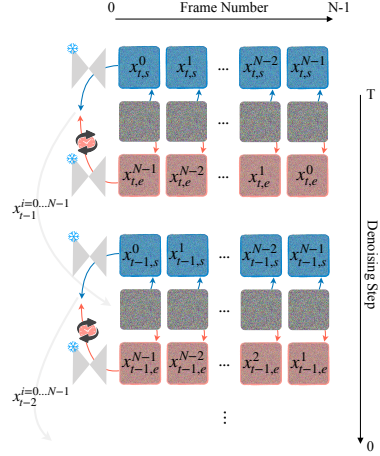 Frame Number
0 N-1
x_{t,s}^{0} x_{t,s}^{1} ... x_{t,s}^{N-2} x_{t,s}^{N-1}
T
...
x_{t,e}^{N-1} x_{t,e}^{N-2} ... x_{t,e}^{1} x_{t,e}^{0}
x_{t-1}^{i=0...N-1}
x_{t-1,s}^{0} x_{t-1,s}^{1} ... x_{t-1,s}^{N-2} x_{t-1,s}^{N-1}
Denoising Step
...
x_{t-1,e}^{N-1} x_{t-1,e}^{N-2} ... x_{t-1,e}^{2} x_{t-1,e}^{1}
x_{t-2}^{i=0...N-1}
⋮
0